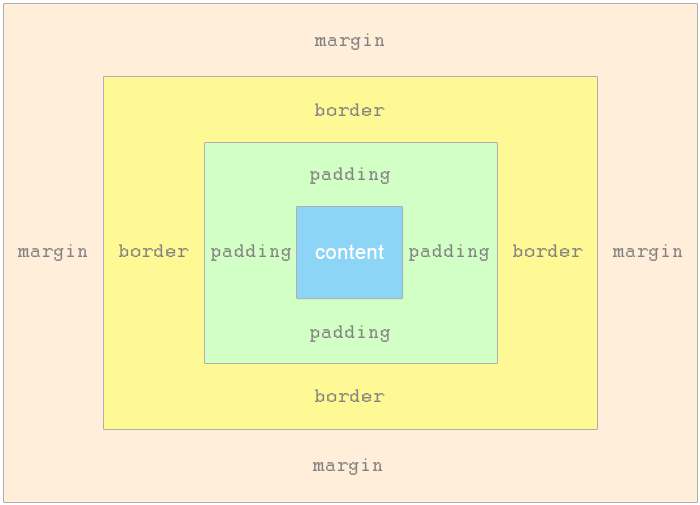 margin
border
padding
margin border padding content padding border margin
padding
border
margin